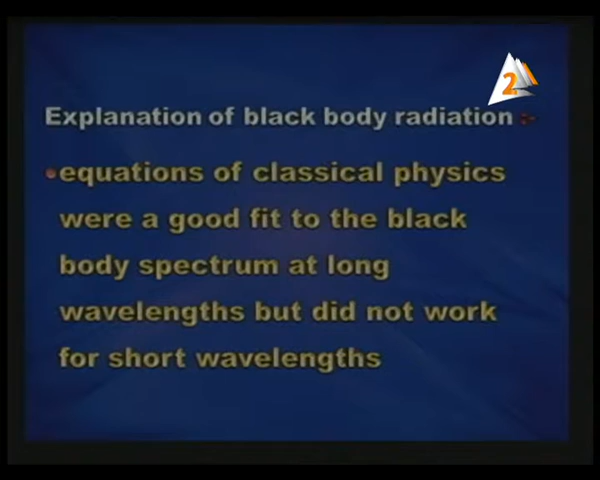 2
Explanation of black body radiation :-
•equations of classical physics
were a good fit to the black
body spectrum at long
wavelengths but did not work
for short wavelengths